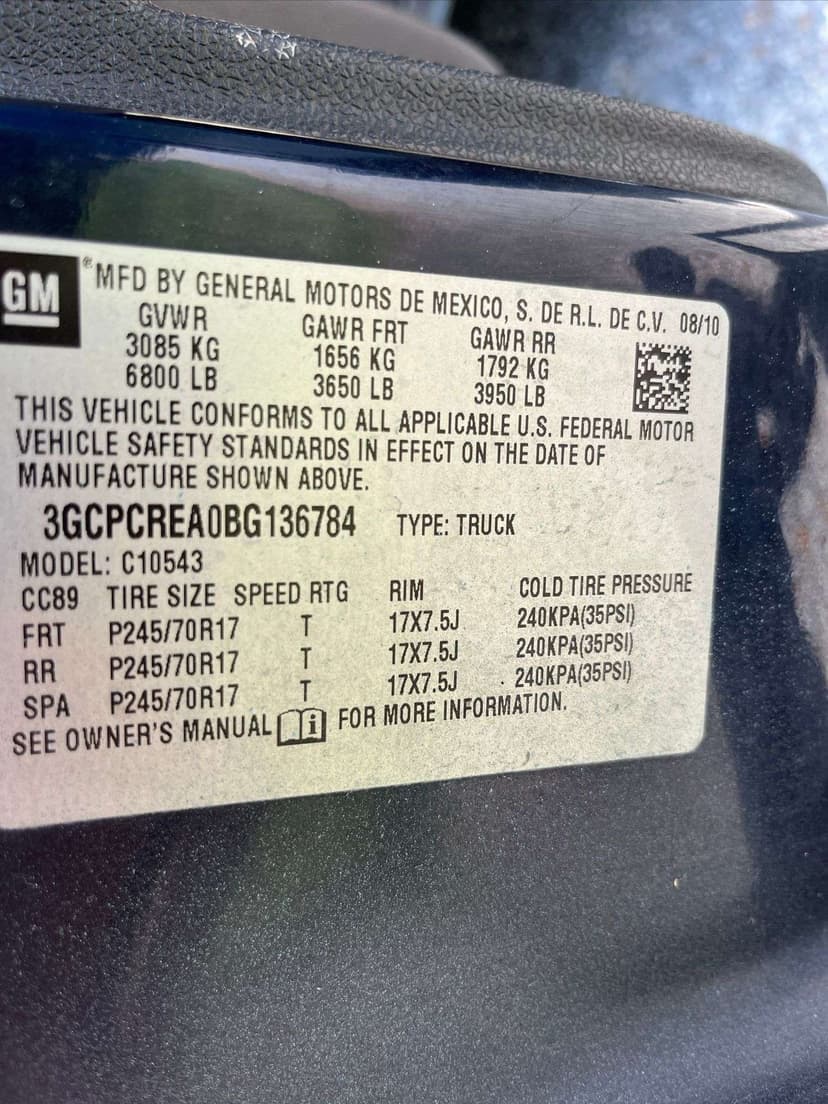 GM ® MFD BY GENERAL MOTORS DE MEXICO, S. DE R.L. DE C.V. 08/10
GVWR GAWR FRT GAWR RR
3085 KG 1656 KG 1792 KG
6800 LB 3650 LB 3950 LB
THIS VEHICLE CONFORMS TO ALL APPLICABLE U.S. FEDERAL MOTOR
VEHICLE SAFETY STANDARDS IN EFFECT ON THE DATE OF
MANUFACTURE SHOWN ABOVE.
3GCPCREA0BG136784 TYPE: TRUCK
MODEL: C10543
CC89 TIRE SIZE SPEED RTG RIM COLD TIRE PRESSURE
FRT P245/70R17 T 17X7.5J 240KPA(35PSI)
RR P245/70R17 T 17X7.5J 240KPA(35PSI)
SPA P245/70R17 T 17X7.5J 240KPA(35PSI)
SEE OWNER'S MANUAL i FOR MORE INFORMATION.